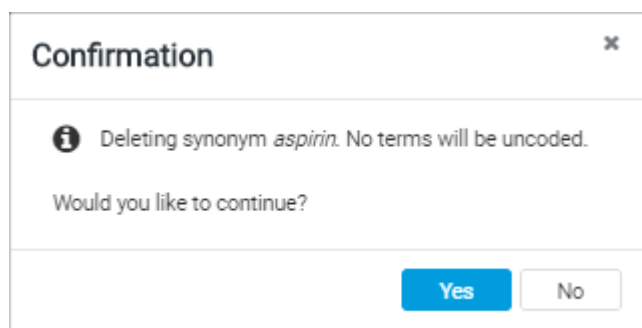 Confirmation
Deleting synonym aspirin. No terms will be uncoded.
Would you like to continue?
Yes
No